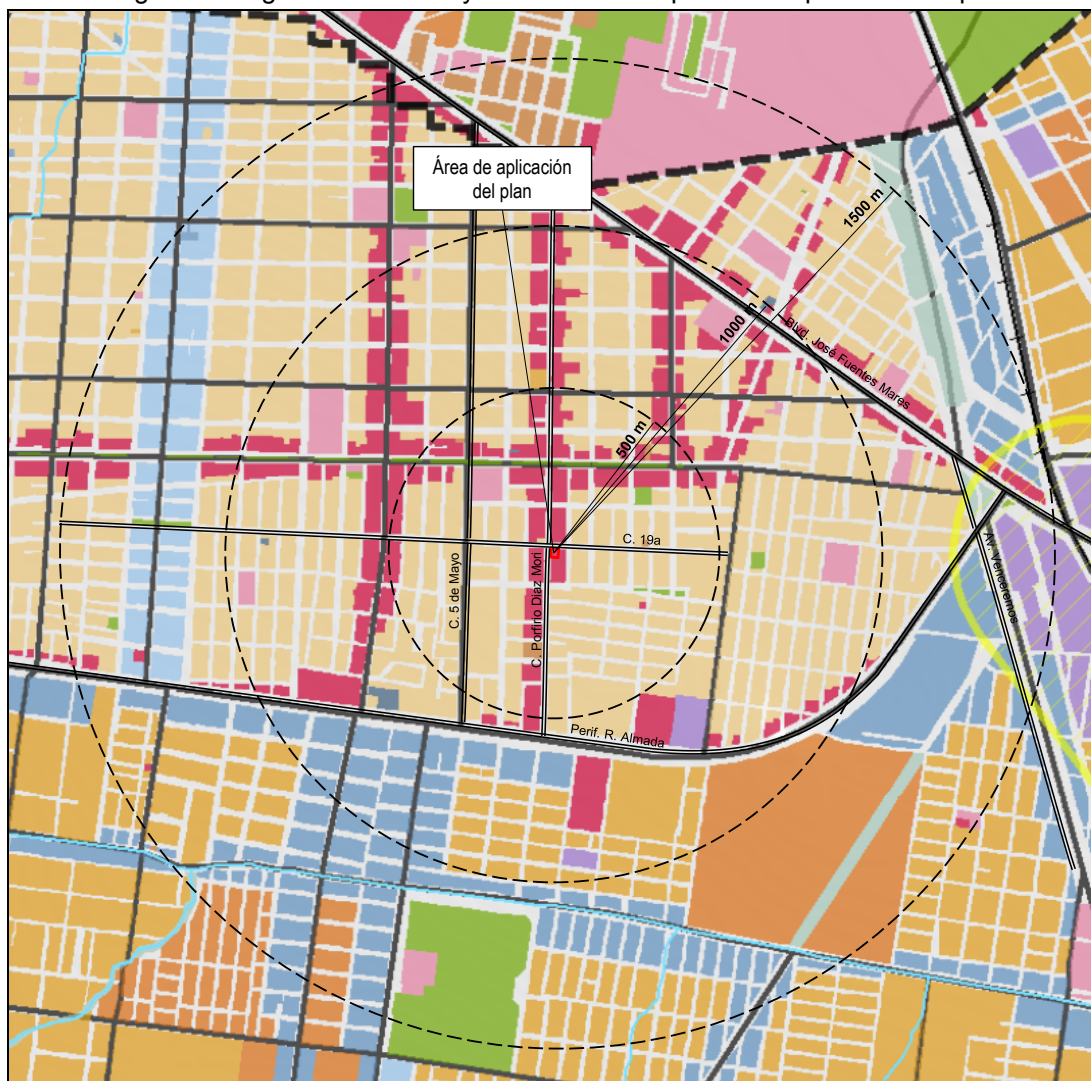 Área de aplicación
del plan
1500 m
1000 m
Blvd. José Fuentes Mares
500 m
C. 19a
C. 5 de Mayo
C. Porfirio Díaz Mori
Av. Venceremos
Perif. R. Almada